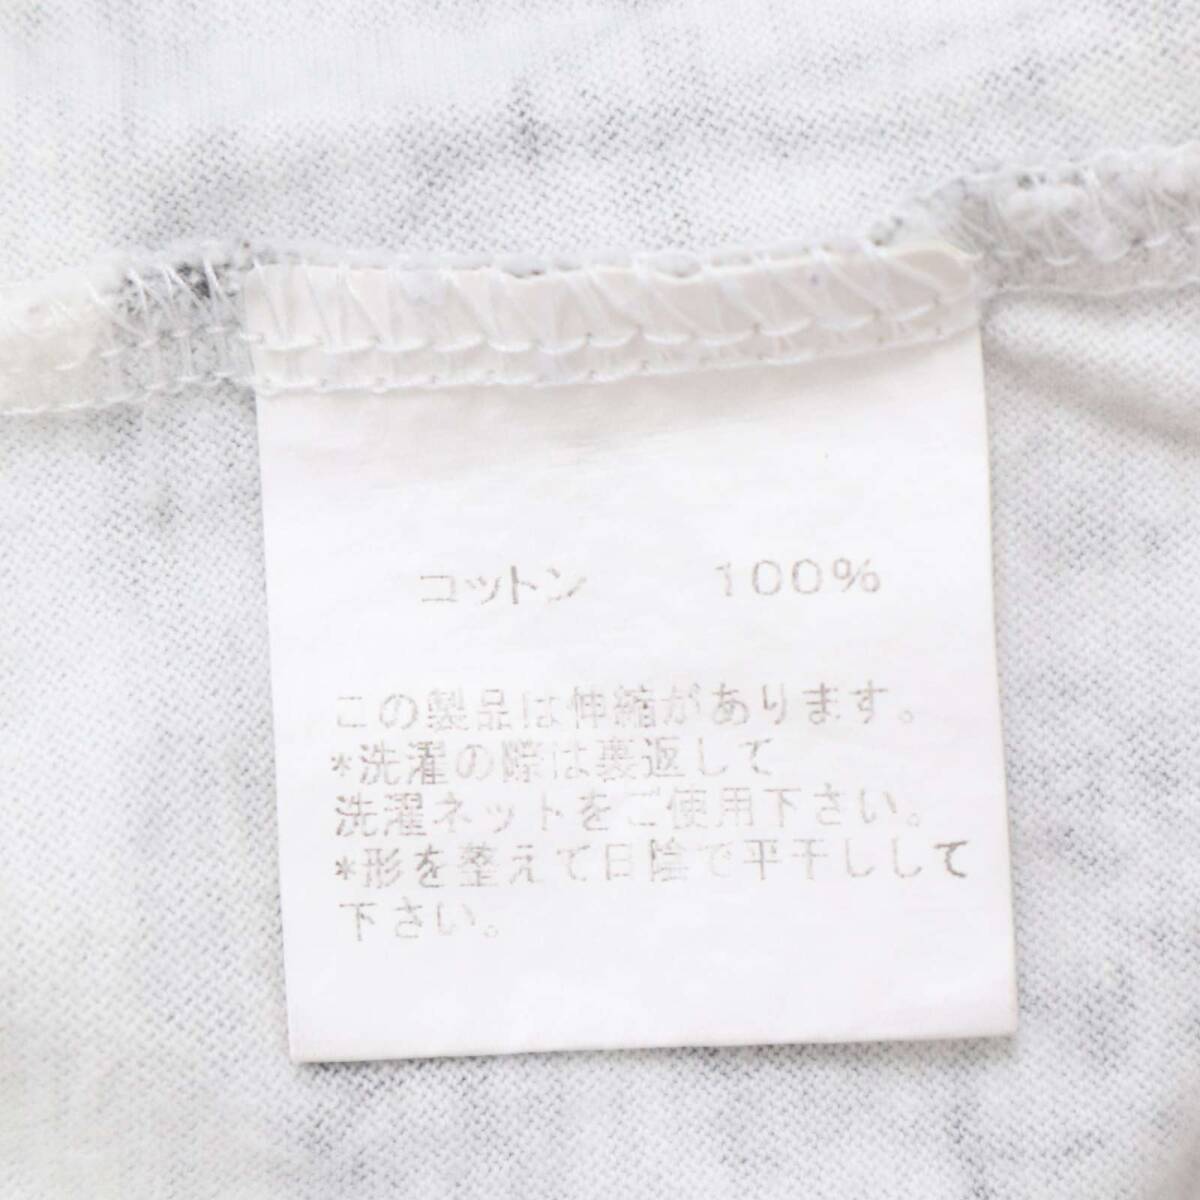 コットン 100%
この製品は伸縮があります。
*洗濯の際は裏返して
洗濯ネットをご使用下さい。
*形を整えて日陰で平干しして
下さい。